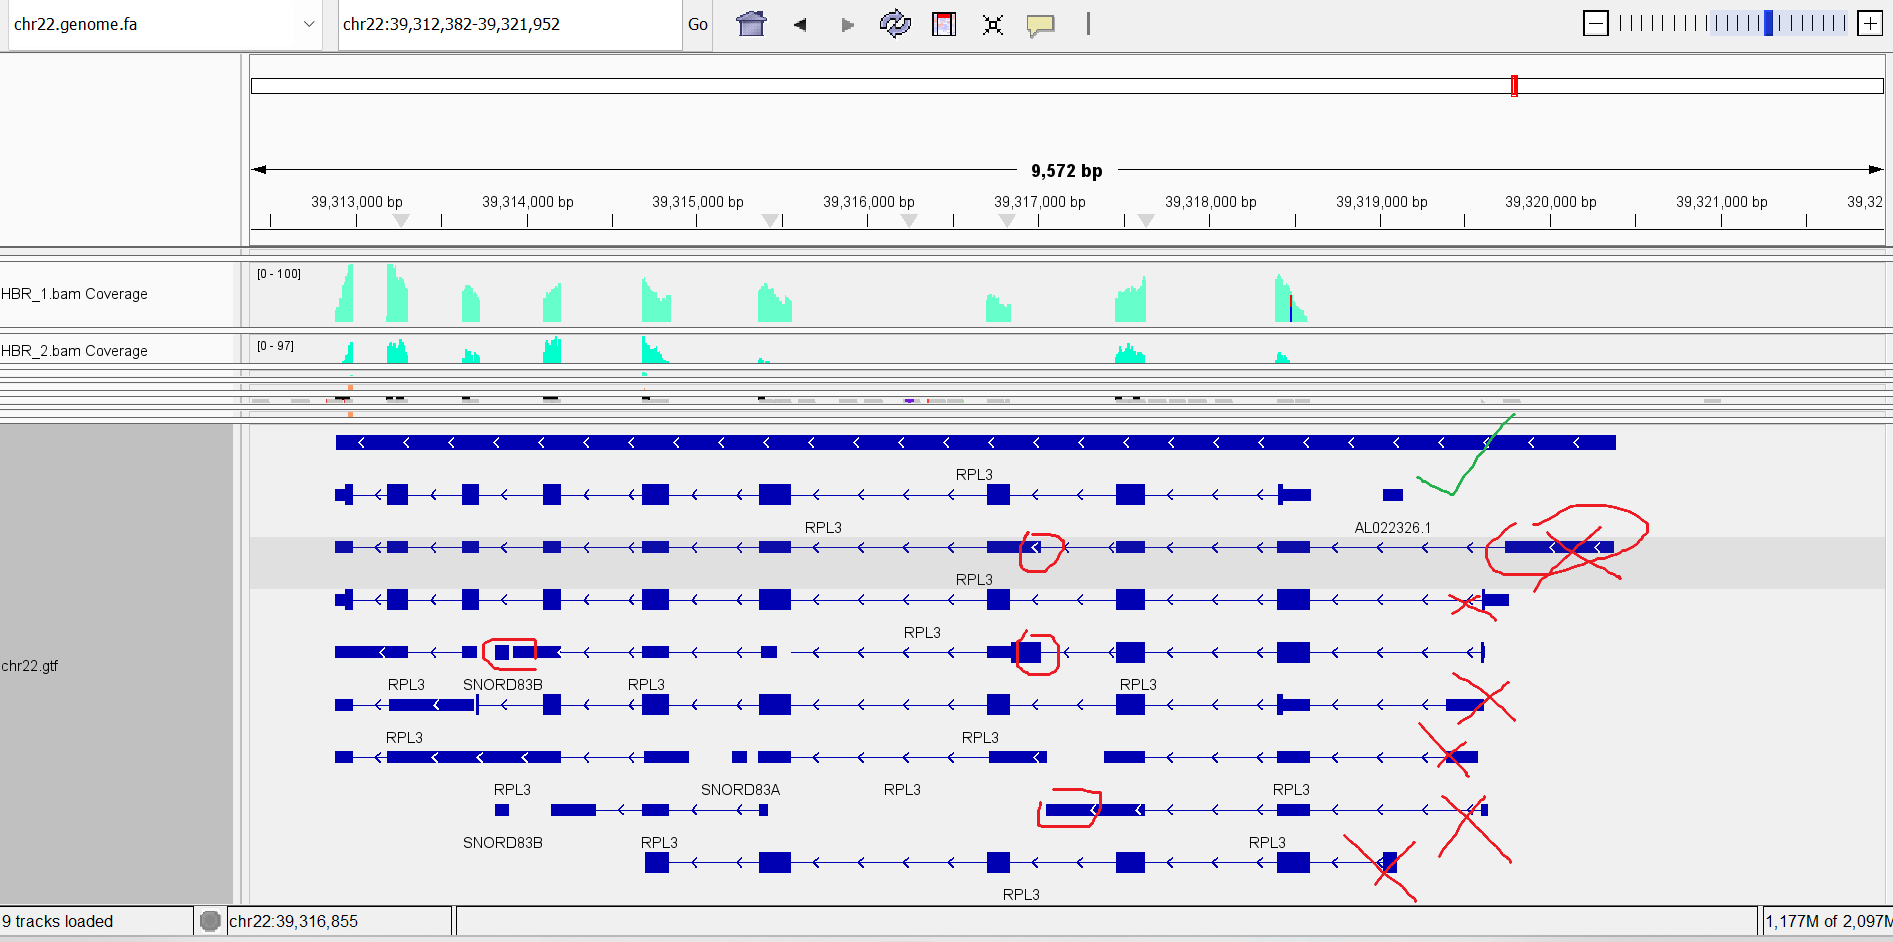 chr22.genome.fa chr22:39,312,382-39,321,952 Go
9,572 bp
39,313,000 bp 39,314,000 bp 39,315,000 bp 39,316,000 bp 39,317,000 bp 39,318,000 bp 39,319,000 bp 39,320,000 bp 39,321,000 bp 39,32
[0 - 100]
HBR_1.bam Coverage
[0 - 97]
HBR_2.bam Coverage
RPL3
RPL3 AL022326.1
RPL3
RPL3
chr22.gtf
RPL3 SNORD83B RPL3 RPL3
RPL3 RPL3
RPL3 SNORD83A RPL3 RPL3
SNORD83B RPL3 RPL3
RPL3
9 tracks loaded chr22:39,316,855 1,177M of 2,097M